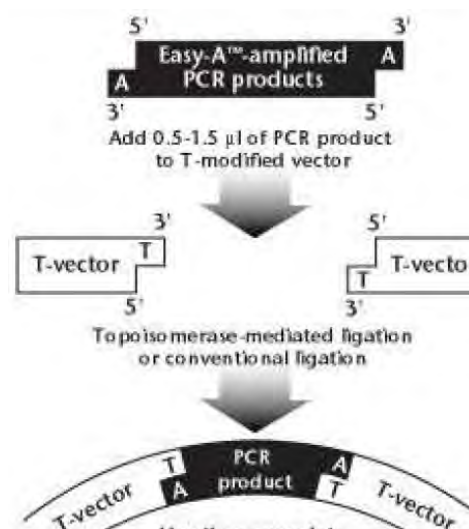 5' 3'
Easy-A™-amplified A
A PCR products
3' 5'
Add 0.5-1.5 µl of PCR product
to T-modified vector
3' 5'
T-vector T T-vecto
T
5' 3'
Topoisomerase-mediated ligation
or conventional ligation
T PCR A
A product T
T-vector T-vector